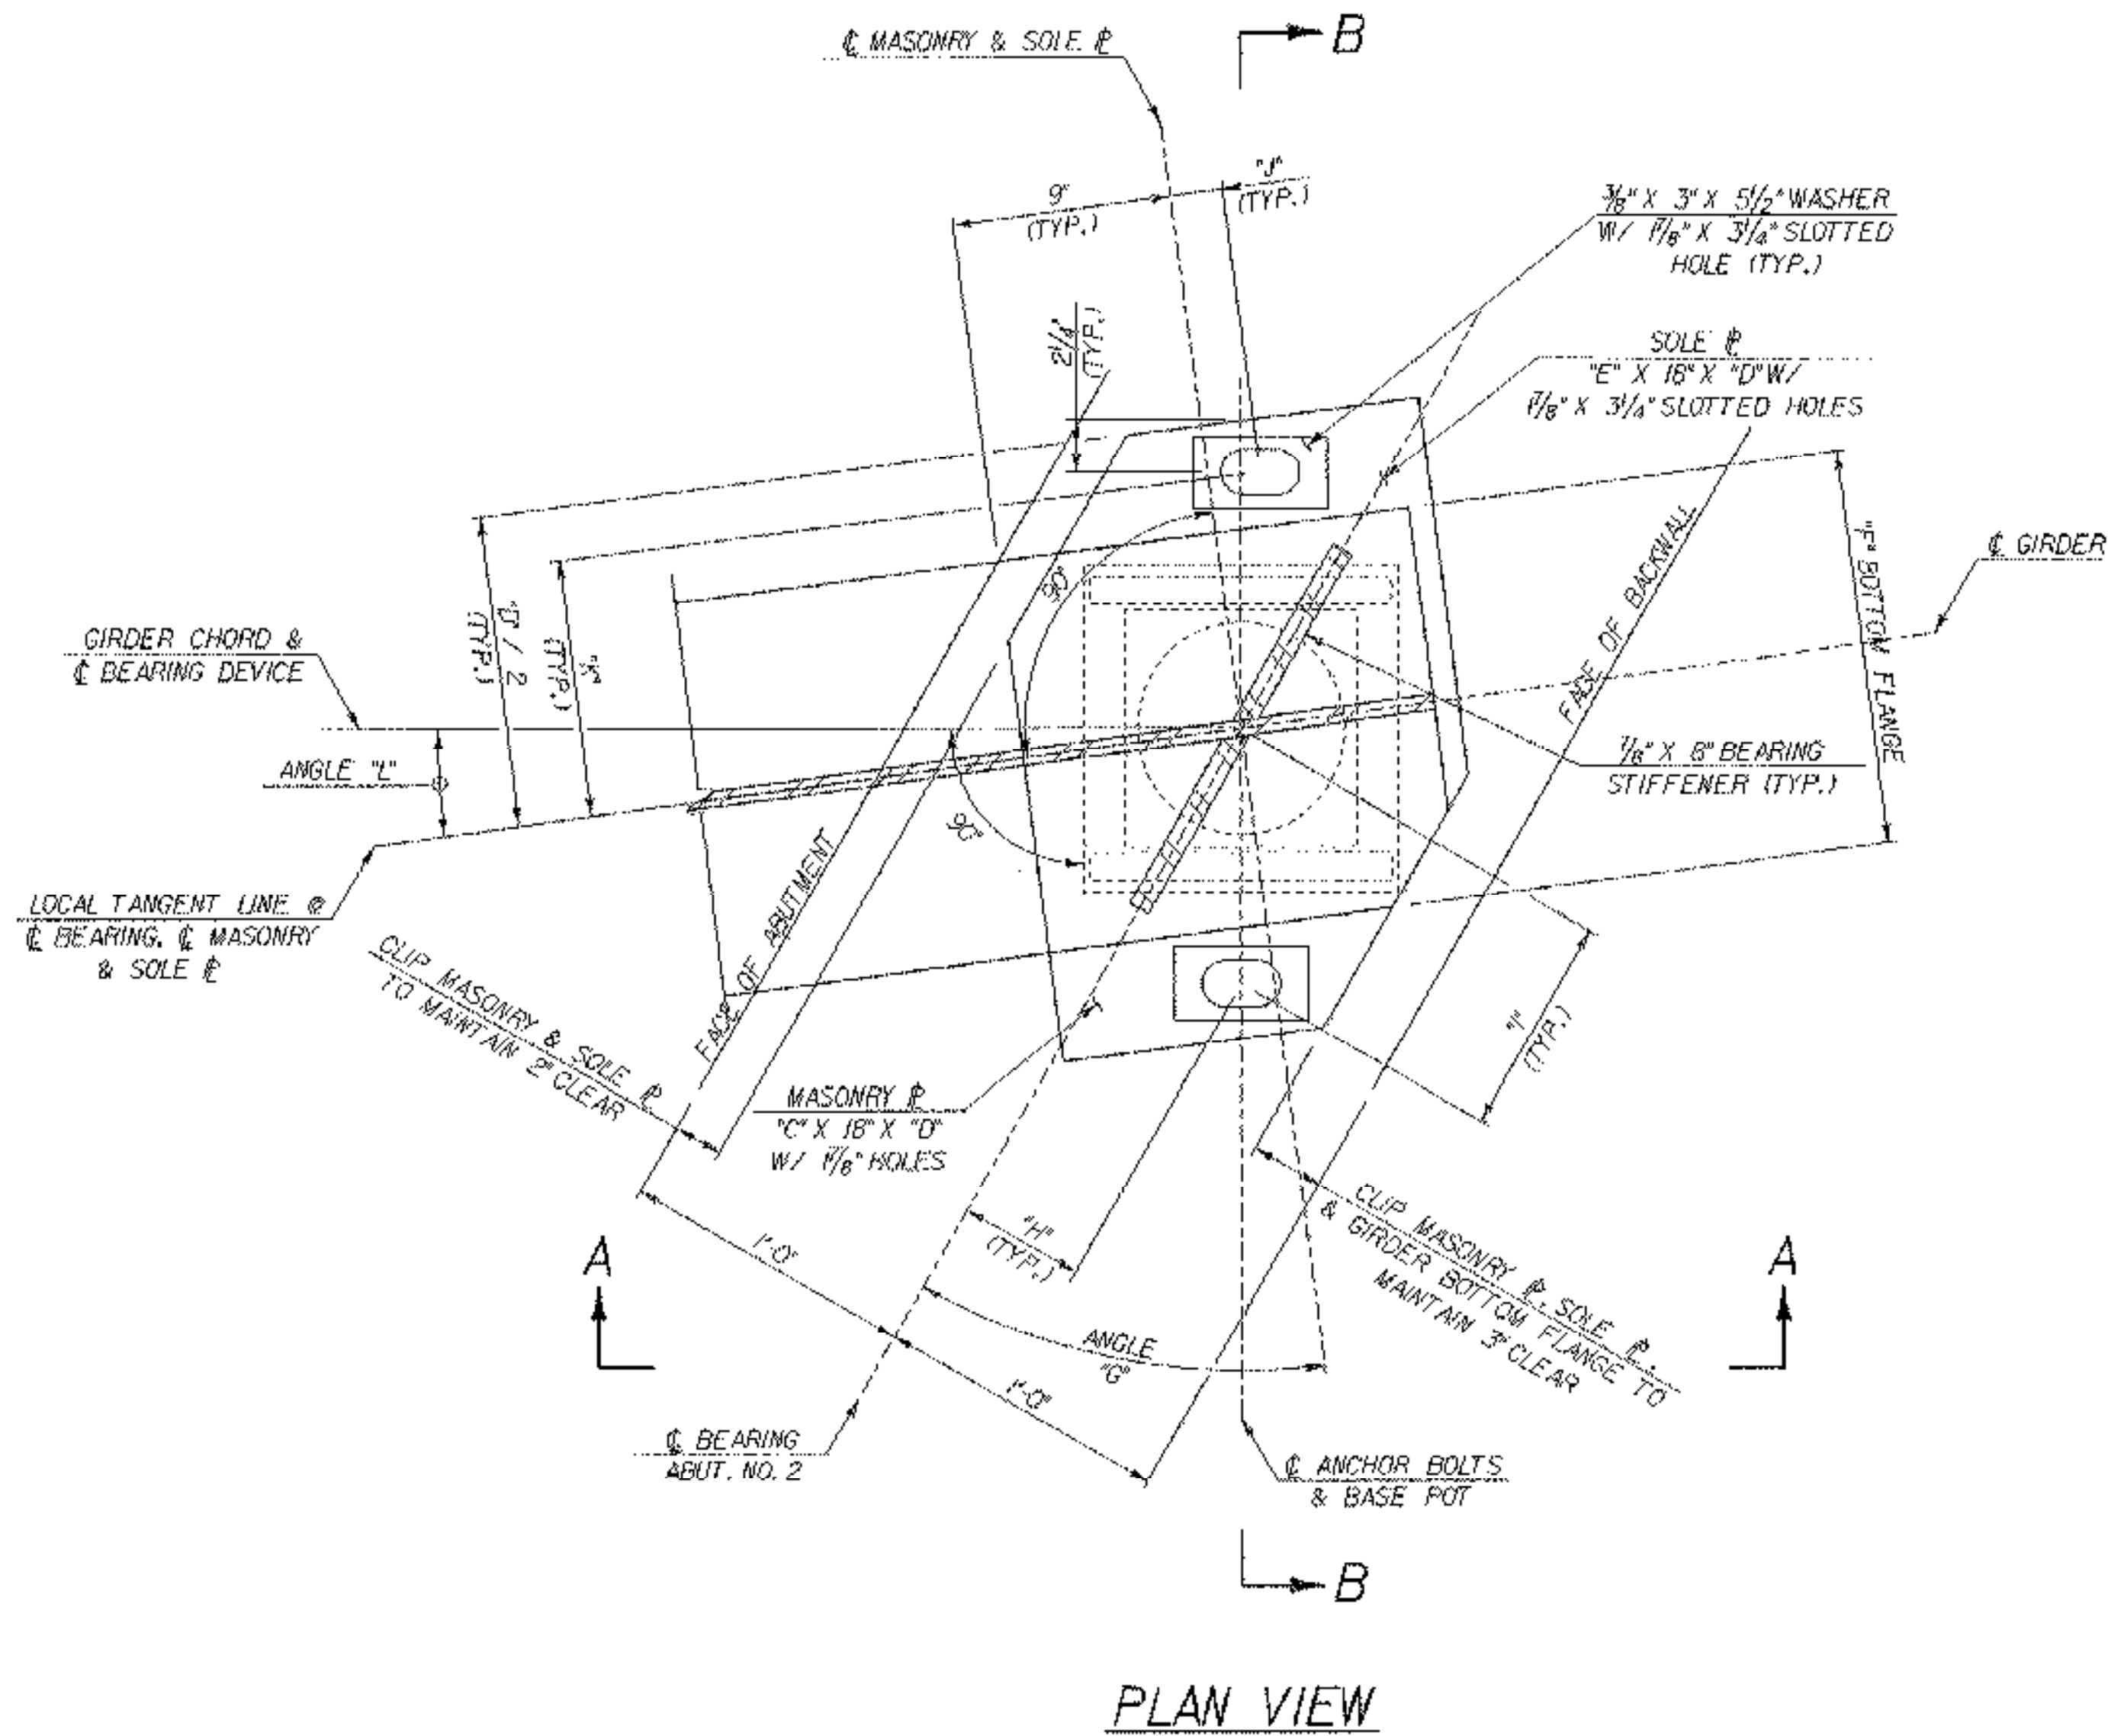 ℄ MASONRY & SOLE ℄
B
9"
(TYP.)
"J"
(TYP.)
3/8" X 3" X 5 1/2" WASHER
W/ 1 7/8" X 3 1/4" SLOTTED
HOLE (TYP.)
2 1/4"
(TYP.)
SOLE ℄
"E" X 18" X "D" W/
1 7/8" X 3 1/4" SLOTTED HOLES
FACE OF BACKWALL
"F" BOTTOM FLANGE
℄ GIRDER
90°
"D" / 2
(TYP.)
(TYP.)
GIRDER CHORD &
℄ BEARING DEVICE
ANGLE "L"
90°
7/8" X 8" BEARING
STIFFENER (TYP.)
LOCAL TANGENT LINE @
℄ BEARING, ℄ MASONRY
& SOLE ℄
FACE OF ABUTMENT
CLIP MASONRY & SOLE ℄
TO MAINTAIN 2" CLEAR
MASONRY ℄
"C" X 18" X "D"
W/ 1 7/8" HOLES
"I"
(TYP.)
"H"
(TYP.)
1'-0"
1'-0"
ANGLE
"G"
CLIP MASONRY ℄, SOLE ℄,
& GIRDER BOTTOM FLANGE TO
MAINTAIN 3" CLEAR
A
A
℄ BEARING
ABUT. NO. 2
℄ ANCHOR BOLTS
& BASE POT
B
PLAN VIEW